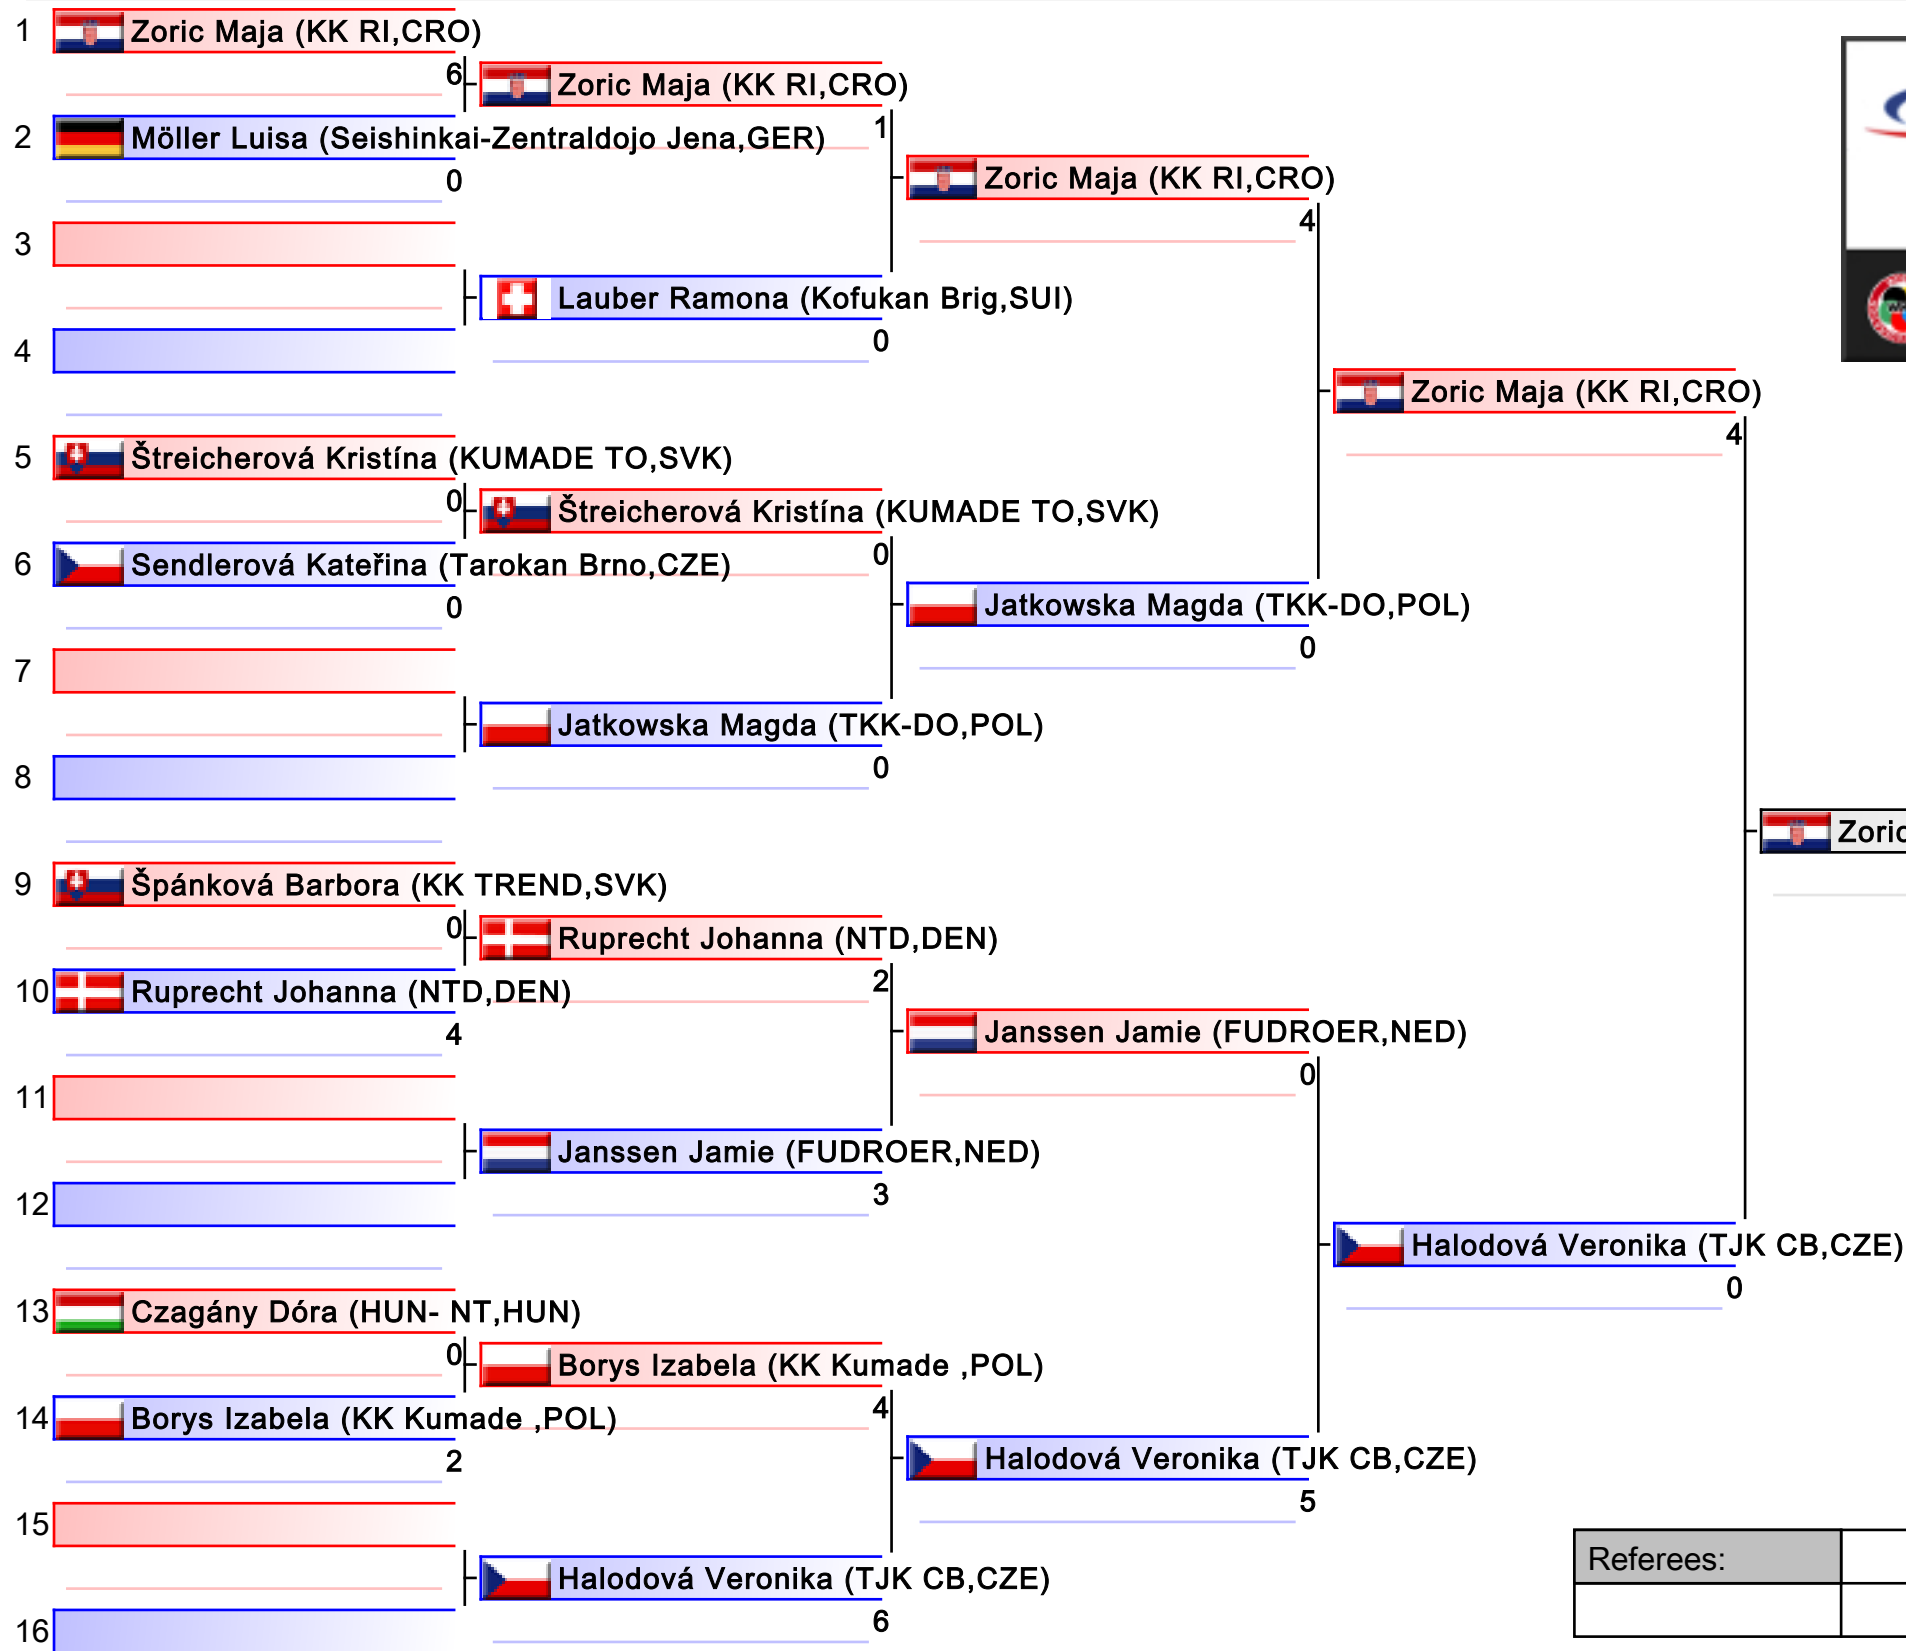 1 Zoric Maja (KK RI,CRO)
6 Zoric Maja (KK RI,CRO)
2 Möller Luisa (Seishinkai-Zentraldojo Jena,GER)
1
0
Zoric Maja (KK RI,CRO)
4
3
Lauber Ramona (Kofukan Brig,SUI)
0
4
Zoric Maja (KK RI,CRO)
4
5 Štreicherová Kristína (KUMADE TO,SVK)
0 Štreicherová Kristína (KUMADE TO,SVK)
0
6 Sendlerová Kateřina (Tarokan Brno,CZE)
0
Jatkowska Magda (TKK-DO,POL)
0
7
Jatkowska Magda (TKK-DO,POL)
0
8
Zoric
9 Špánková Barbora (KK TREND,SVK)
0 Ruprecht Johanna (NTD,DEN)
2
10 Ruprecht Johanna (NTD,DEN)
4
Janssen Jamie (FUDROER,NED)
0
11
Janssen Jamie (FUDROER,NED)
3
12
Halodová Veronika (TJK CB,CZE)
0
13 Czagány Dóra (HUN- NT,HUN)
0 Borys Izabela (KK Kumade ,POL)
4
14 Borys Izabela (KK Kumade ,POL)
2
Halodová Veronika (TJK CB,CZE)
5
15
Halodová Veronika (TJK CB,CZE)
6
16
Referees: